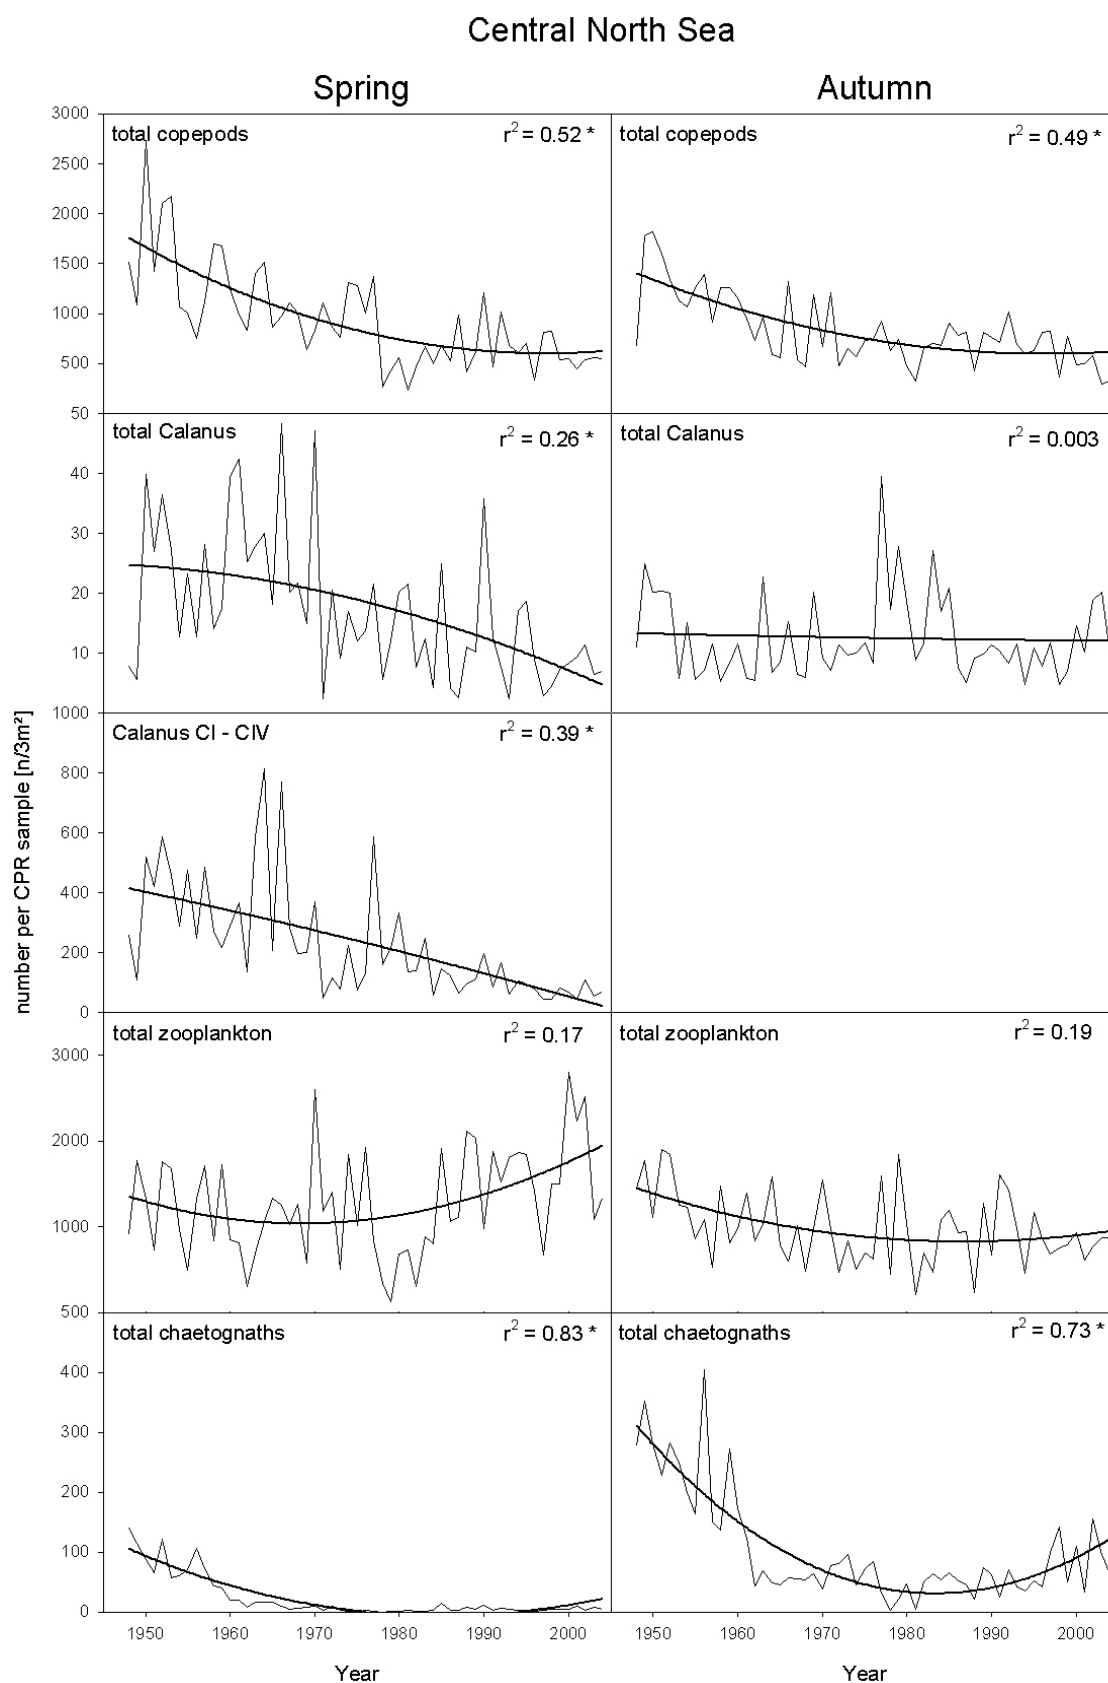 Central North Sea
Spring
Autumn
3000
total copepods
r² = 0.52 *
total copepods
r² = 0.49 *
2500
2000
1500
1000
500
50
total Calanus
r² = 0.26 *
total Calanus
r² = 0.003
40
30
20
10
1000
Calanus CI - CIV
r² = 0.39 *
800
600
400
200
0
number per CPR sample [n/3m²]
total zooplankton
r² = 0.17
total zooplankton
r² = 0.19
3000
2000
1000
500
total chaetognaths
r² = 0.83 *
total chaetognaths
r² = 0.73 *
400
300
200
100
0
1950 1960 1970 1980 1990 2000
1950 1960 1970 1980 1990 2000
Year
Year